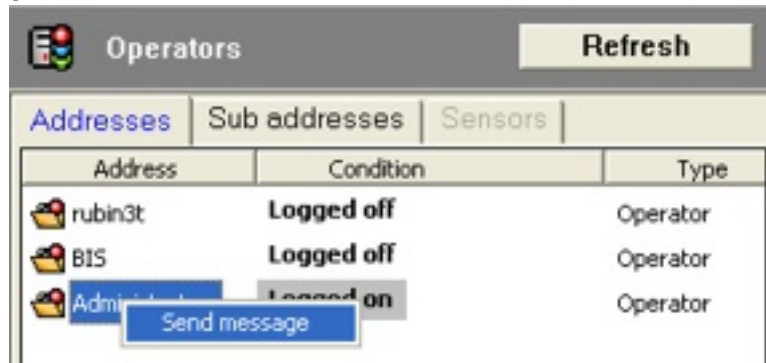 Operators Refresh
Addresses Sub addresses Sensors
Address Condition Type
rubin3t Logged off Operator
BIS Logged off Operator
on Operator
Send message